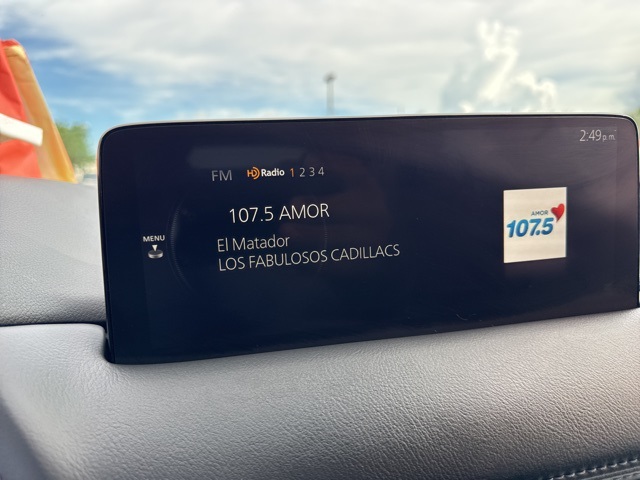 2:49 p.m.
FM HD Radio 1 2 3 4
107.5 AMOR
El Matador
LOS FABULOSOS CADILLACS
MENU
AMOR
107.5